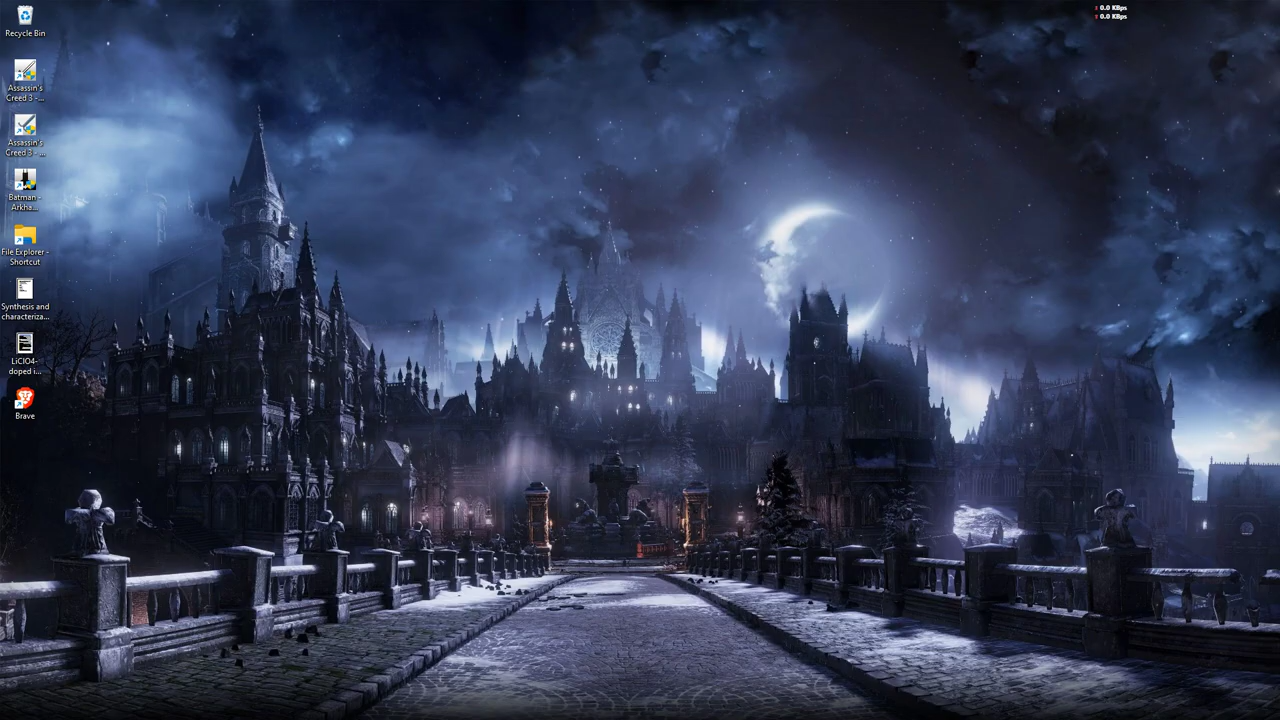 Recycle Bin
Assassin's
Creed 3 -...
Assassin's
Creed 3 - ...
Batman -
Arkha...
File Explorer -
Shortcut
Synthesis and
characteriza...
LiClO4-
doped i...
Brave
0.0 KBps
0.0 KBps